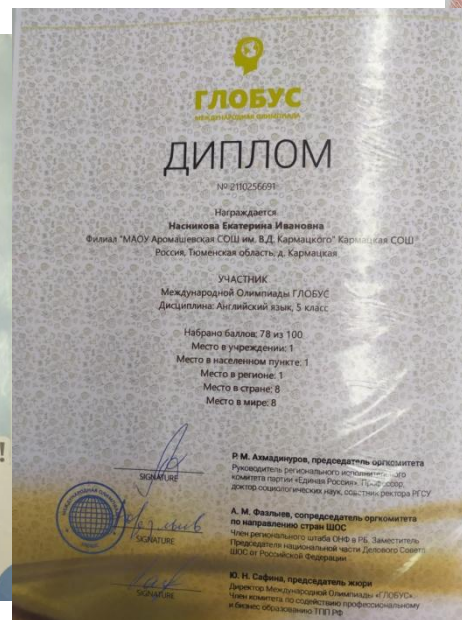 ГЛОБУС
МЕЖДУНАРОДНАЯ ОЛИМПИАДА
ДИПЛОМ
№ 2110256691
Награждается
Насникова Екатерина Ивановна
Филиал "МАОУ Аромашевская СОШ им. В.Д. Кармацкого" Кармацкая СОШ"
Россия, Тюменская область, д. Кармацкая
УЧАСТНИК
Международной Олимпиады ГЛОБУС
Дисциплина: Английский язык, 5 класс
Набрано баллов: 78 из 100
Место в учреждении: 1
Место в населенном пункте: 1
Место в регионе: 1
Место в стране: 8
Место в мире: 8
SIGNATURE
Р. М. Ахмадинуров, председатель оргкомитета
Руководитель регионального исполнительного
комитета партии «Единая Россия». Профессор,
доктор социологических наук, советник ректора РГСУ
SIGNATURE
А. М. Фазлыев, сопредседатель оргкомитета
по направлению стран ШОС
Член регионального штаба ОНФ в РБ. Заместитель
Председателя национальной части Делового Совета
ШОС от Российской Федерации
SIGNATURE
Ю. Н. Сафина, председатель жюри
Директор Международной Олимпиады «ГЛОБУС».
Член комитета по содействию профессиональному
и бизнес образованию ТПП РФ